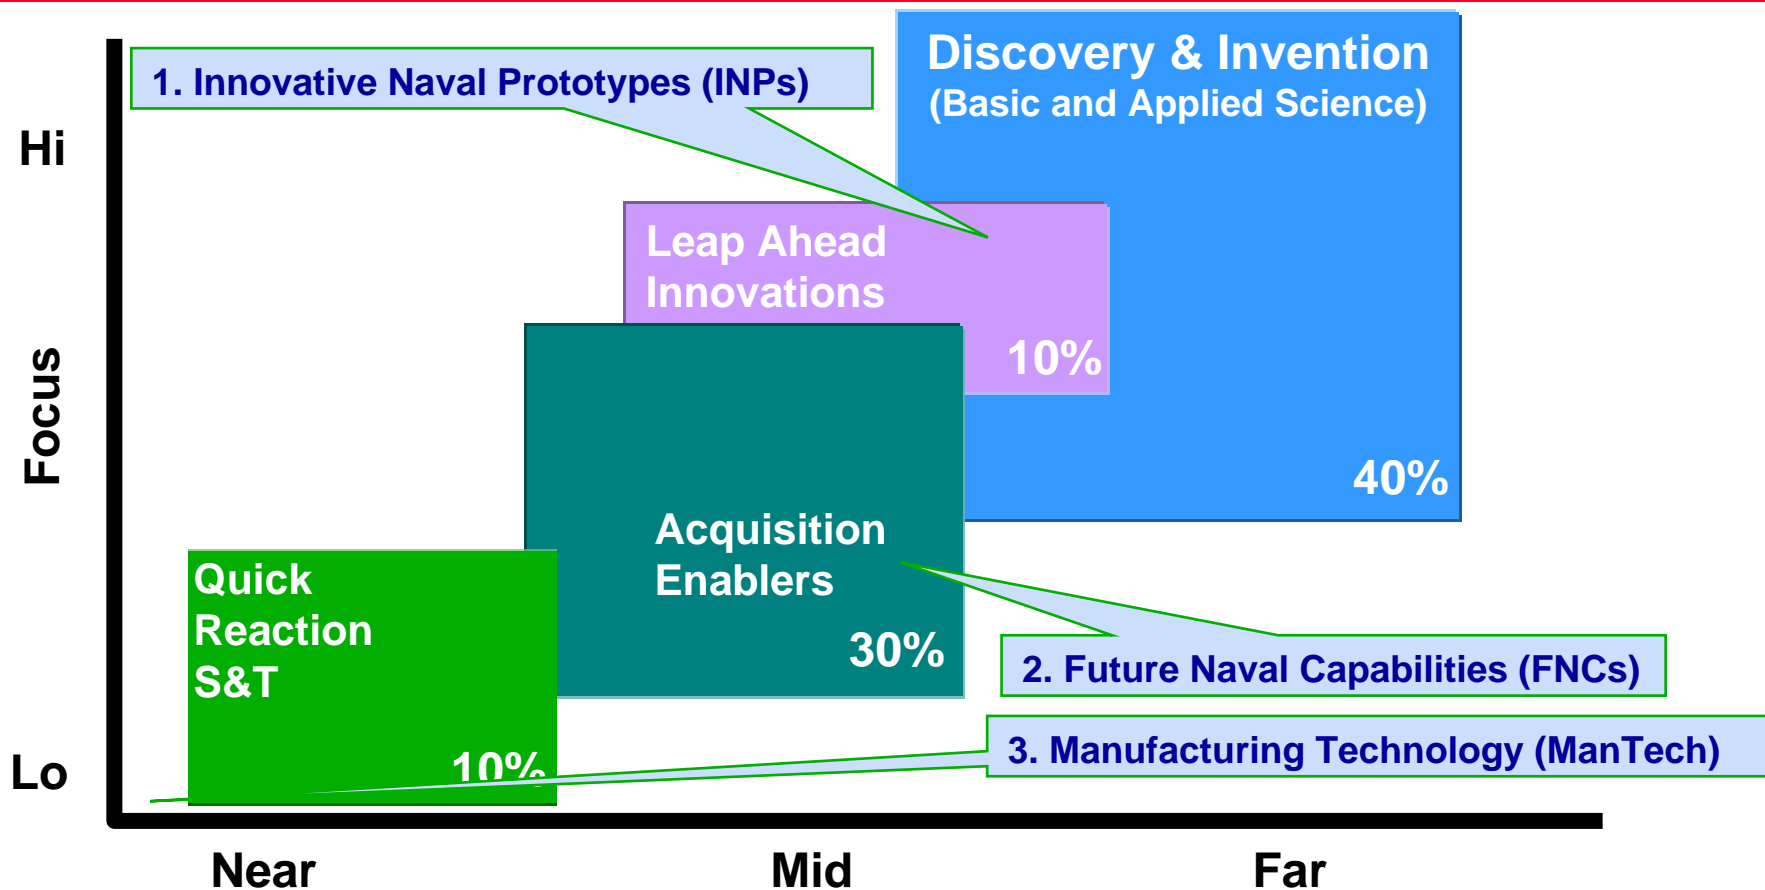 Discovery & Invention
(Basic and Applied Science)
1. Innovative Naval Prototypes (INPs)
Hi
Leap Ahead
Innovations
10%
Focus
40%
Acquisition
Enablers
30%
Quick
Reaction
S&T
10%
2. Future Naval Capabilities (FNCs)
3. Manufacturing Technology (ManTech)
Lo
Near
Mid
Far